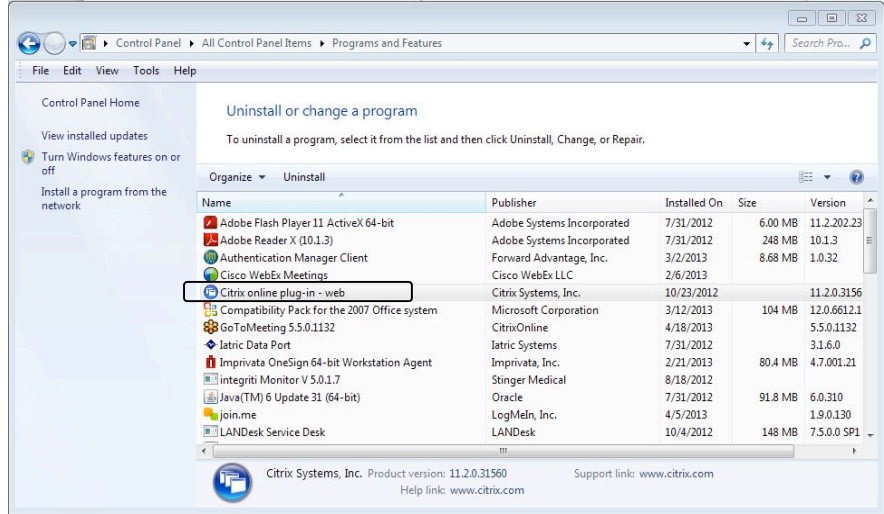 Control Panel ▸ All Control Panel Items ▸ Programs and Features
Search Pro...
File Edit View Tools Help
Control Panel Home
View installed updates
Turn Windows features on or
off
Install a program from the
network
Uninstall or change a program
To uninstall a program, select it from the list and then click Uninstall, Change, or Repair.
Organize Uninstall
Name Publisher Installed On Size Version
Adobe Flash Player 11 ActiveX 64-bit Adobe Systems Incorporated 7/31/2012 6.00 MB 11.2.202.23
Adobe Reader X (10.1.3) Adobe Systems Incorporated 7/31/2012 248 MB 10.1.3
Authentication Manager Client Forward Advantage, Inc. 3/2/2013 8.68 MB 1.0.32
Cisco WebEx Meetings Cisco WebEx LLC 2/6/2013
Citrix online plug-in - web Citrix Systems, Inc. 10/23/2012 11.2.0.3156
Compatibility Pack for the 2007 Office system Microsoft Corporation 3/12/2013 104 MB 12.0.6612.1
GoToMeeting 5.5.0.1132 CitrixOnline 4/18/2013 5.5.0.1132
Iatric Data Port Iatric Systems 7/31/2012 3.1.6.0
Imprivata OneSign 64-bit Workstation Agent Imprivata, Inc. 2/21/2013 80.4 MB 4.7.001.21
integriti Monitor V 5.0.1.7 Stinger Medical 8/18/2012
Java(TM) 6 Update 31 (64-bit) Oracle 7/31/2012 91.8 MB 6.0.310
join.me LogMeIn, Inc. 4/5/2013 1.9.0.130
LANDesk Service Desk LANDesk 10/4/2012 148 MB 7.5.0.0 SP1
Citrix Systems, Inc. Product version: 11.2.0.31560 Support link: www.citrix.com
Help link: www.citrix.com